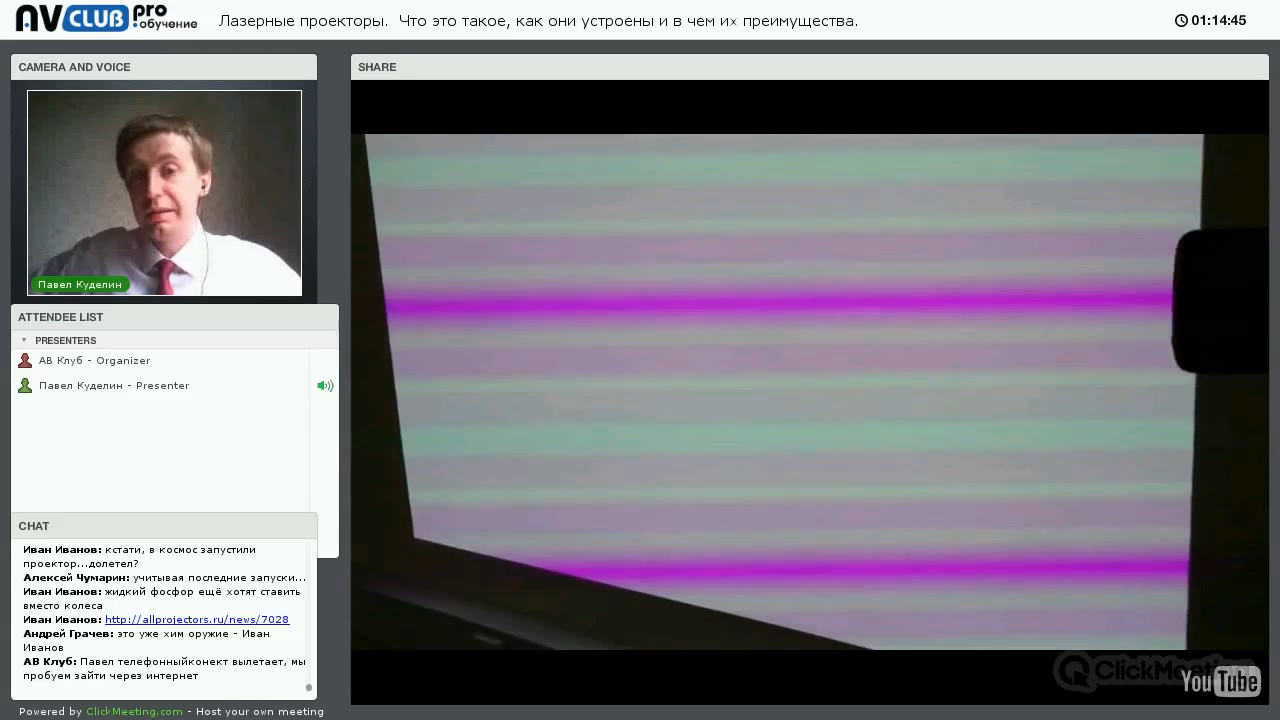 AVCLUBpro
:обучение
Лазерные проекторы. Что это такое, как они устроены и в чем их преимущества.
01:14:45
CAMERA AND VOICE
Павел Куделин
ATTENDEE LIST
PRESENTERS
АВ Клуб - Organizer
Павел Куделин - Presenter
CHAT
Иван Иванов: кстати, в космос запустили
проектор...долетел?
Алексей Чумарин: учитывая последние запуски...
Иван Иванов: жидкий фосфор ещё хотят ставить
вместо колеса
Иван Иванов: http://allprojectors.ru/news/7028
Андрей Грачев: это уже хим оружие - Иван
Иванов
АВ Клуб: Павел телефонныйконект вылетает, мы
пробуем зайти через интернет
Powered by ClickMeeting.com - Host your own meeting
SHARE
ClickMeeting
YouTube